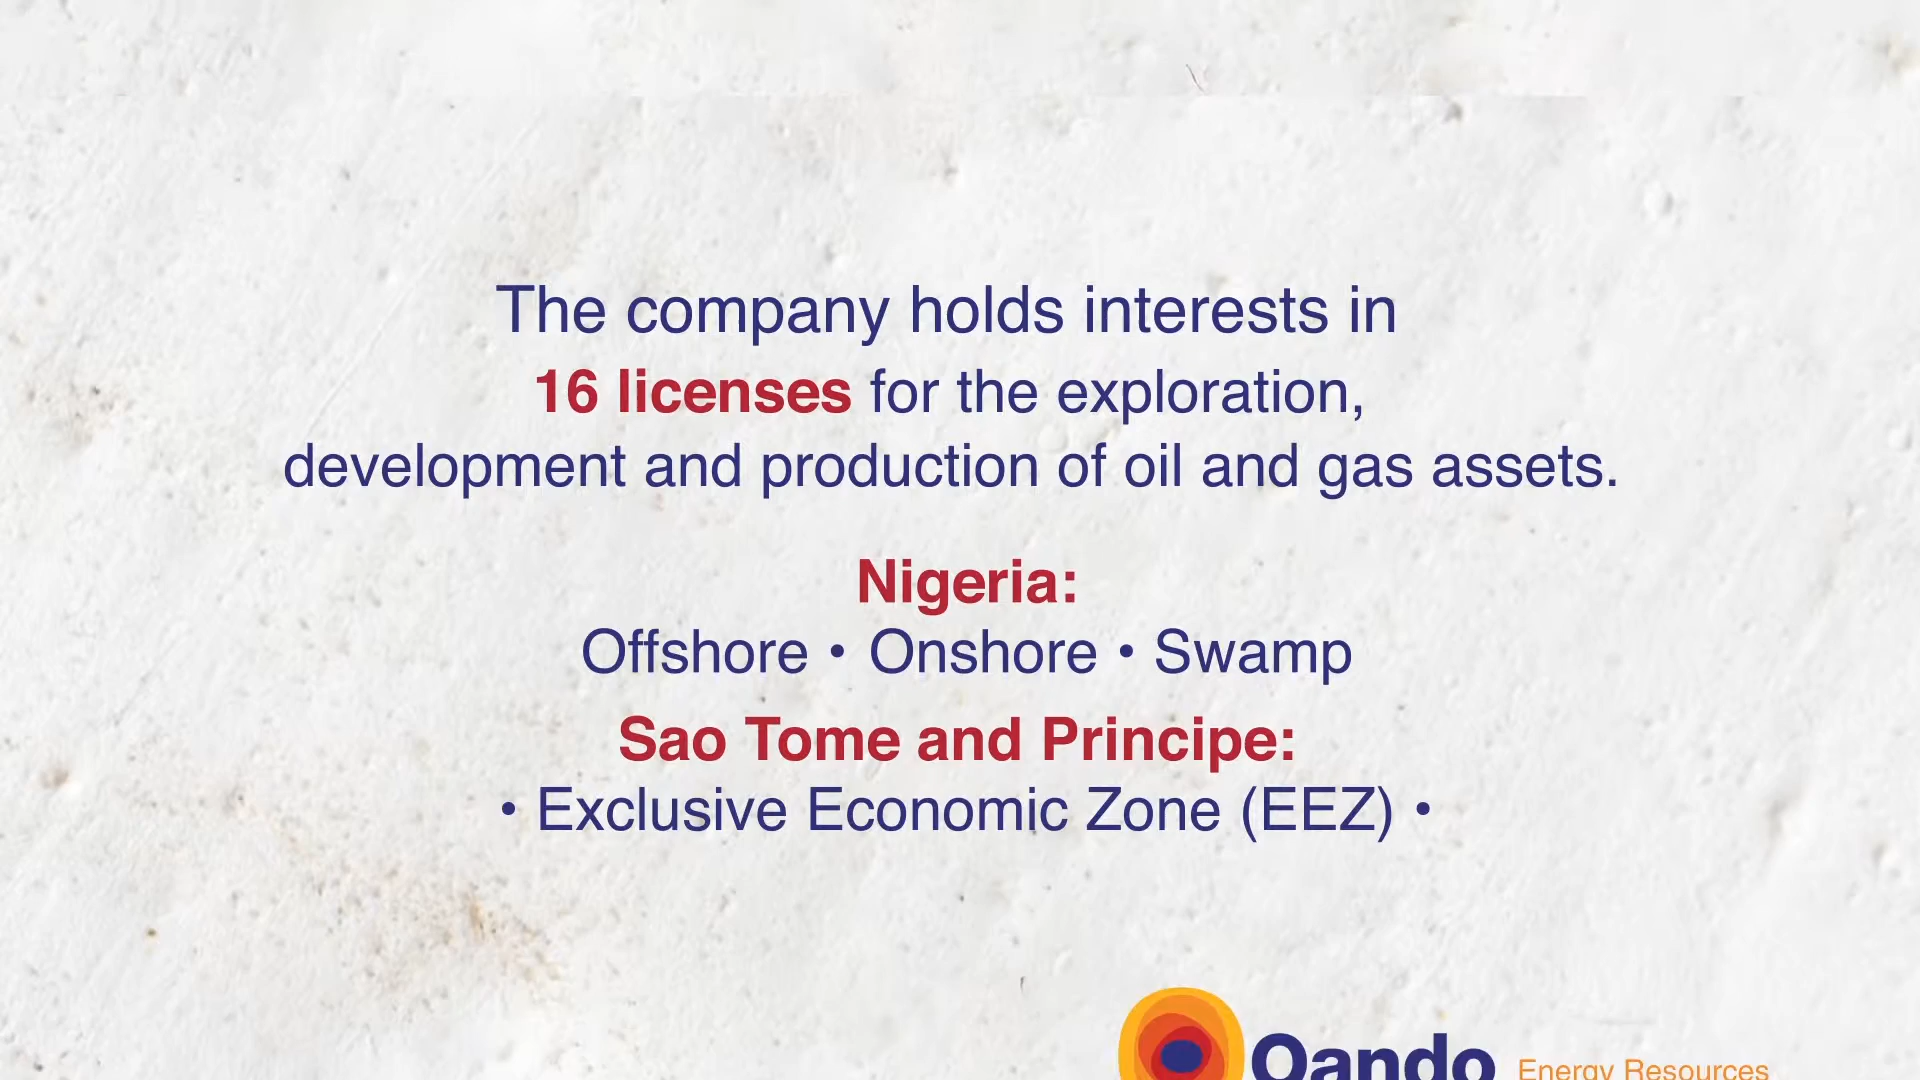 The company holds interests in
16 licenses for the exploration,
development and production of oil and gas assets.
Nigeria:
Offshore • Onshore • Swamp
Sao Tome and Principe:
• Exclusive Economic Zone (EEZ) •
Oando Energy Resources